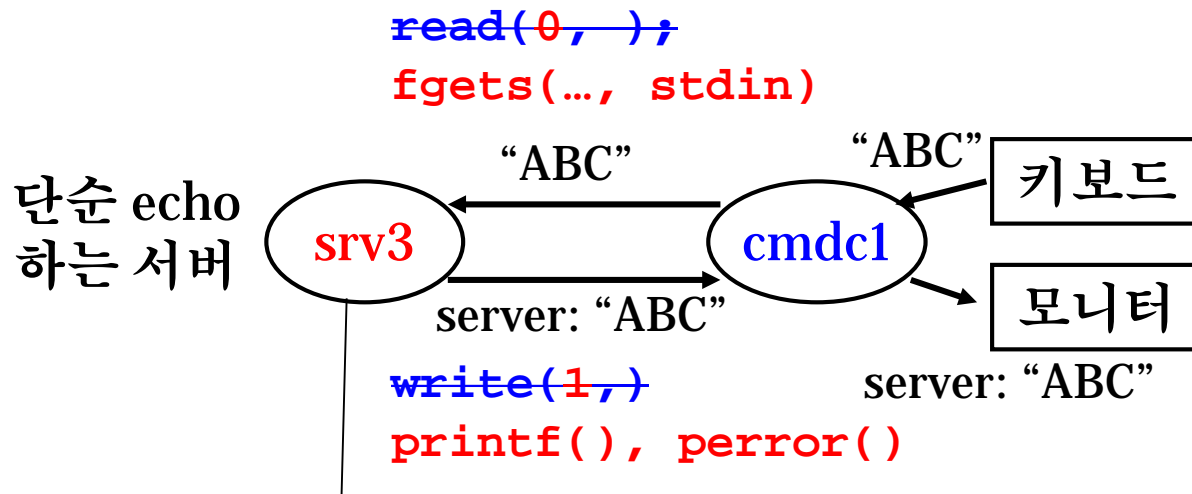 read(0, );
fgets(…, stdin)
“ABC”
“ABC”
키보드
단순 echo
하는 서버
srv3
cmdc1
server: “ABC”
모니터
write(1,)
server: “ABC”
printf(), perror()